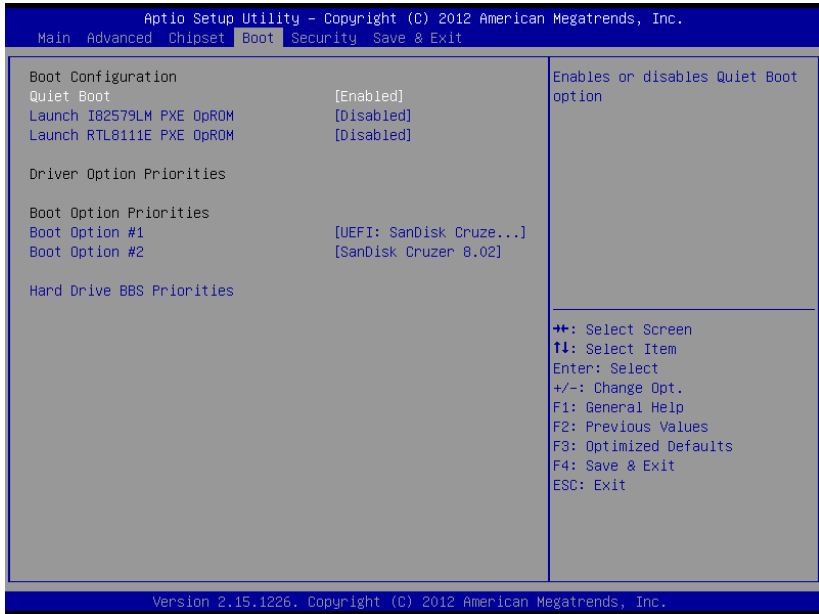 Aptio Setup Utility – Copyright (C) 2012 American Megatrends, Inc.
Main Advanced Chipset Boot Security Save & Exit
Boot Configuration
Quiet Boot [Enabled]
Launch I82579LM PXE OpROM [Disabled]
Launch RTL8111E PXE OpROM [Disabled]
Driver Option Priorities
Boot Option Priorities
Boot Option #1 [UEFI: SanDisk Cruze...]
Boot Option #2 [SanDisk Cruzer 8.02]
Hard Drive BBS Priorities
Enables or disables Quiet Boot
option
→←: Select Screen
↑↓: Select Item
Enter: Select
+/-: Change Opt.
F1: General Help
F2: Previous Values
F3: Optimized Defaults
F4: Save & Exit
ESC: Exit
Version 2.15.1226. Copyright (C) 2012 American Megatrends, Inc.